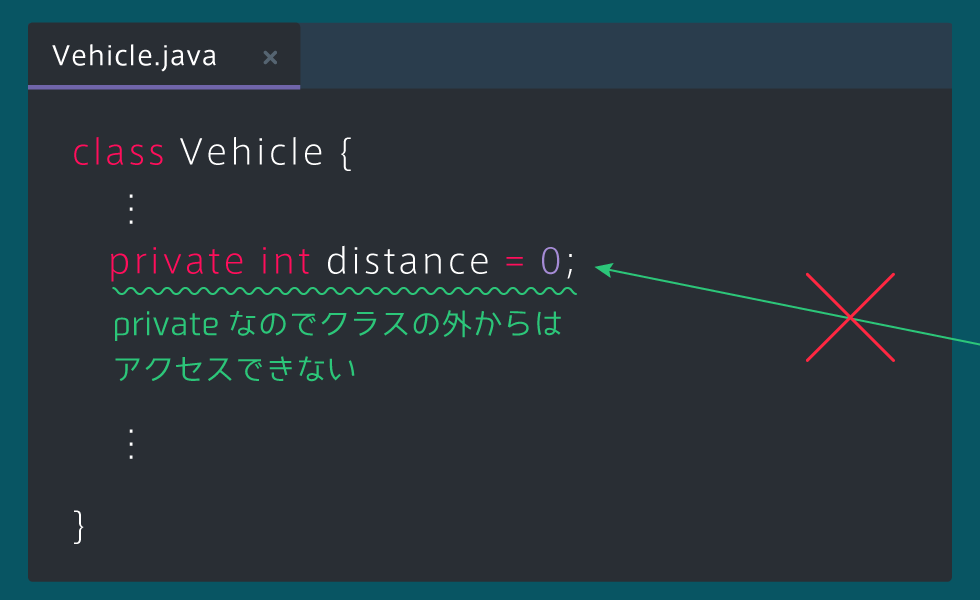 Vehicle.java ×
class Vehicle {
⋮
private int distance = 0;
private なのでクラスの外からは
アクセスできない
⋮
}